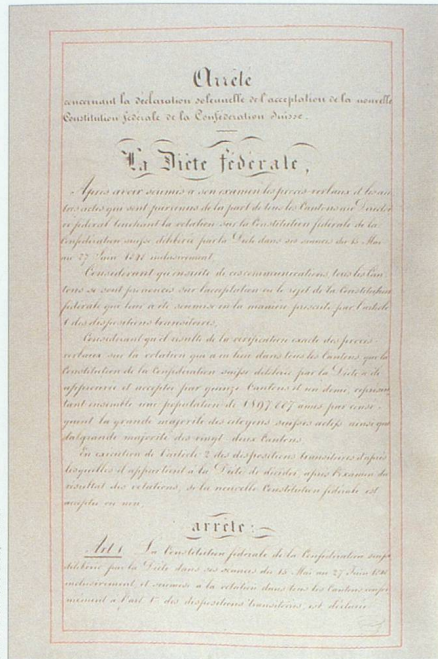 Arrêté
concernant la déclaration solennelle de l'acceptation de la nouvelle
Constitution fédérale de la Confédération Suisse.
La Diète fédérale,
Après avoir soumis à son examen les procès-verbaux et les au-
tres actes qui sont parvenus de la part de tous les Cantons au Directoi-
re fédéral touchant la votation sur la Constitution fédérale de la
Confédération suisse délibérée par la Diète dans ses séances du 15 Mai
au 27 Juin 1848 inclusivement,
Considérant qu'ensuite de ces communications, tous les Can-
tons se sont prononcés sur l'acceptation ou le rejet de la Constitution
fédérale qui leur a été soumise en la manière prescrite par l'article
1 des dispositions transitoires,
Considérant qu'il résulte de la vérification exacte des procès-
verbaux sur la votation qui a eu lieu dans tous les Cantons que la
Constitution de la Confédération suisse délibérée par la Diète a été
approuvée et acceptée par quinze Cantons et un demi, représen-
tant ensemble une population de 1897,887 âmes par consé-
quent la grande majorité des citoyens suisses actifs ainsi que
la grande majorité des vingt-deux Cantons
En exécution de l'article 2 des dispositions transitoires d'après
lesquelles il appartient à la Diète de décider, après l'examen du
résultat des votations, si la nouvelle Constitution fédérale est
acceptée ou non,
arrête:
Art. 1. La Constitution fédérale de la Confédération suisse
délibérée par la Diète dans ses séances du 15 Mai au 27 Juin 1848
inclusivement, et soumise à la votation dans tous les Cantons confor-
mément à l'art. 1er des dispositions transitoires, est déclarée